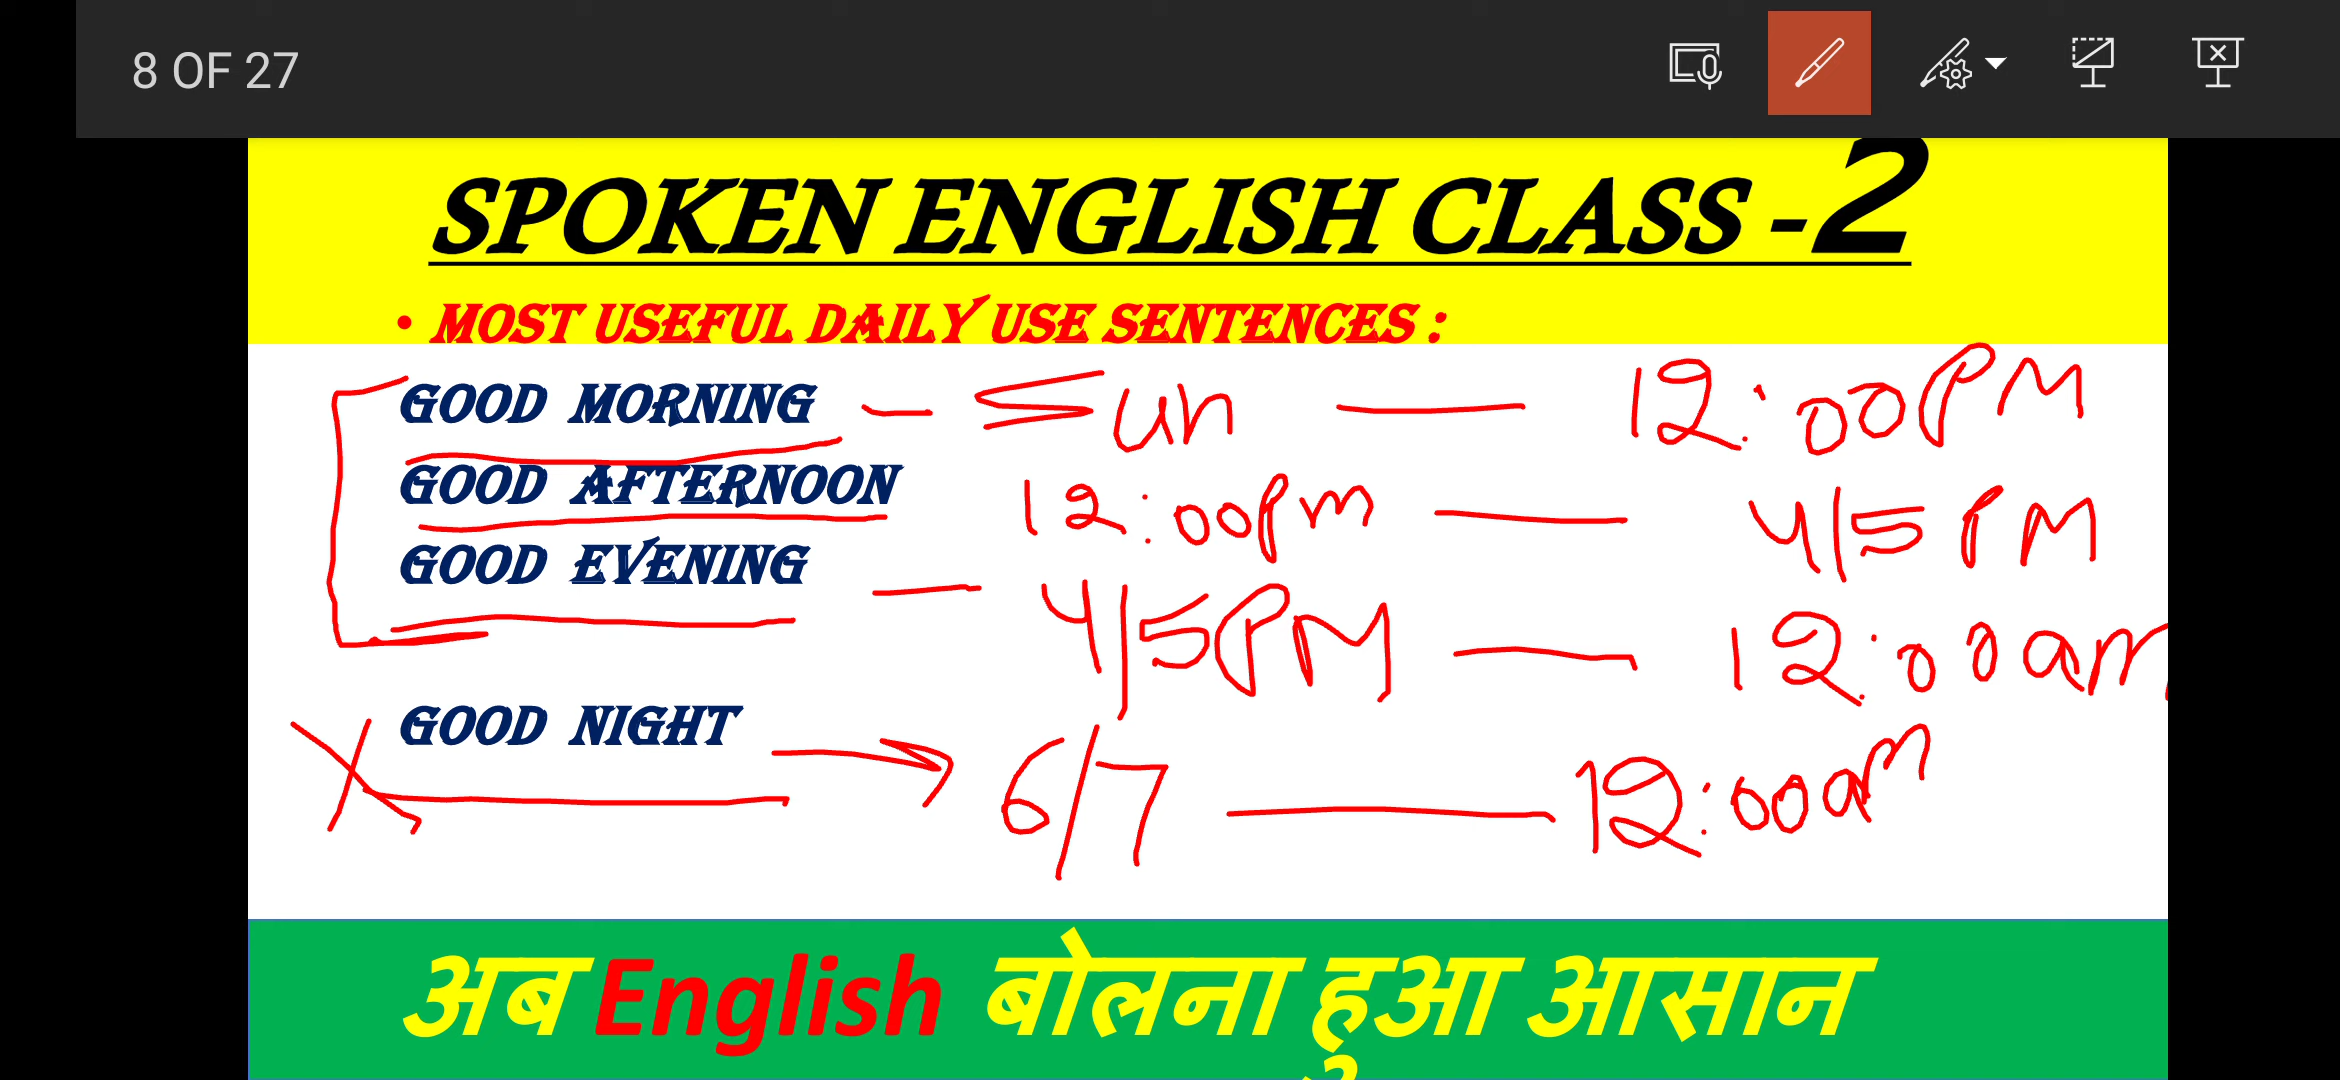 8 OF 27
SPOKEN ENGLISH CLASS -2
• MOST USEFUL DAILY USE SENTENCES :
GOOD MORNING - Sun — 12:00PM
GOOD AFTERNOON 12:00Pm — 4/5 PM
GOOD EVENING - 4/5PM — 12:00am
GOOD NIGHT → 6/7 — 12:00am
अब English बोलना हुआ आसान